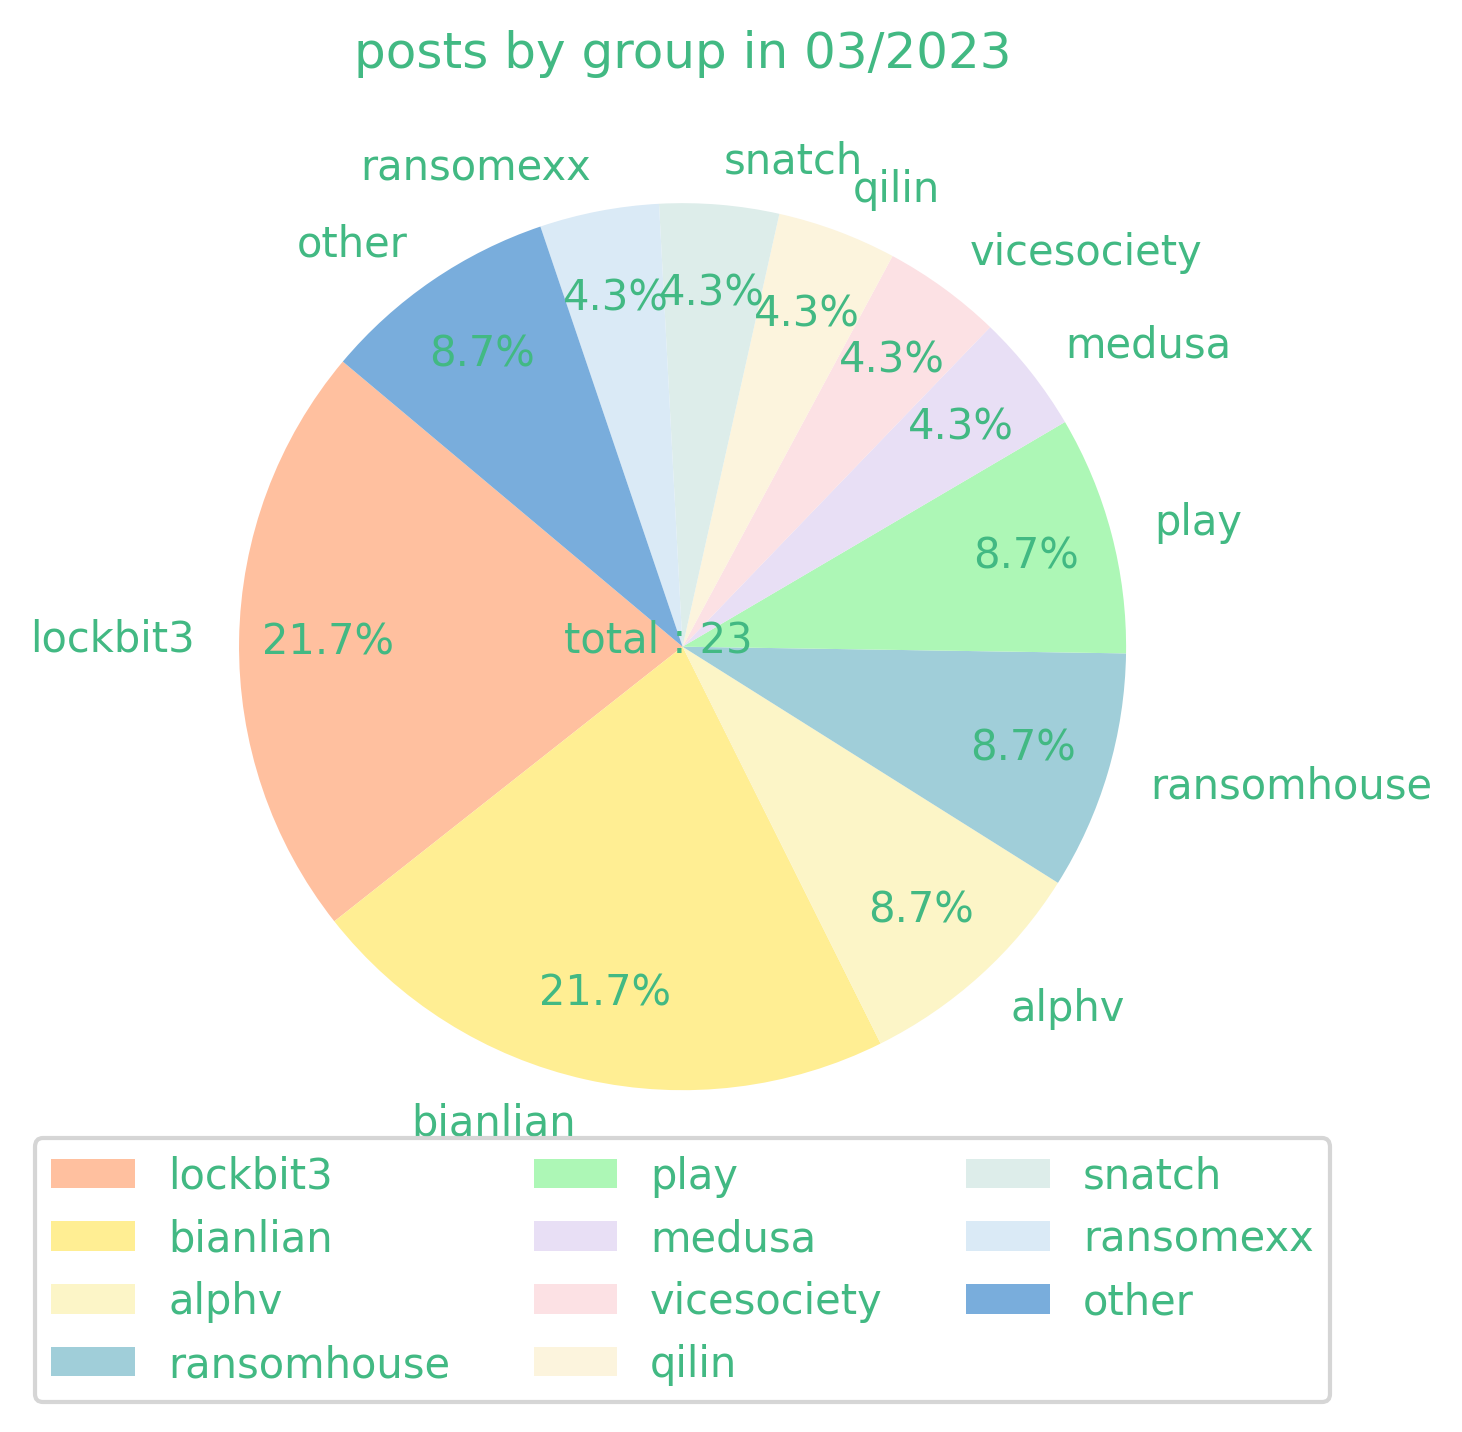 posts by group in 03/2023
snatch
ransomexx
qilin
other
vicesociety
medusa
4.3%
4.3%
4.3%
8.7%
4.3%
4.3%
play
8.7%
lockbit3
21.7%
total : 23
8.7%
ransomhouse
8.7%
21.7%
alphv
bianlian
lockbit3
bianlian
alphv
ransomhouse
play
medusa
vicesociety
qilin
snatch
ransomexx
other